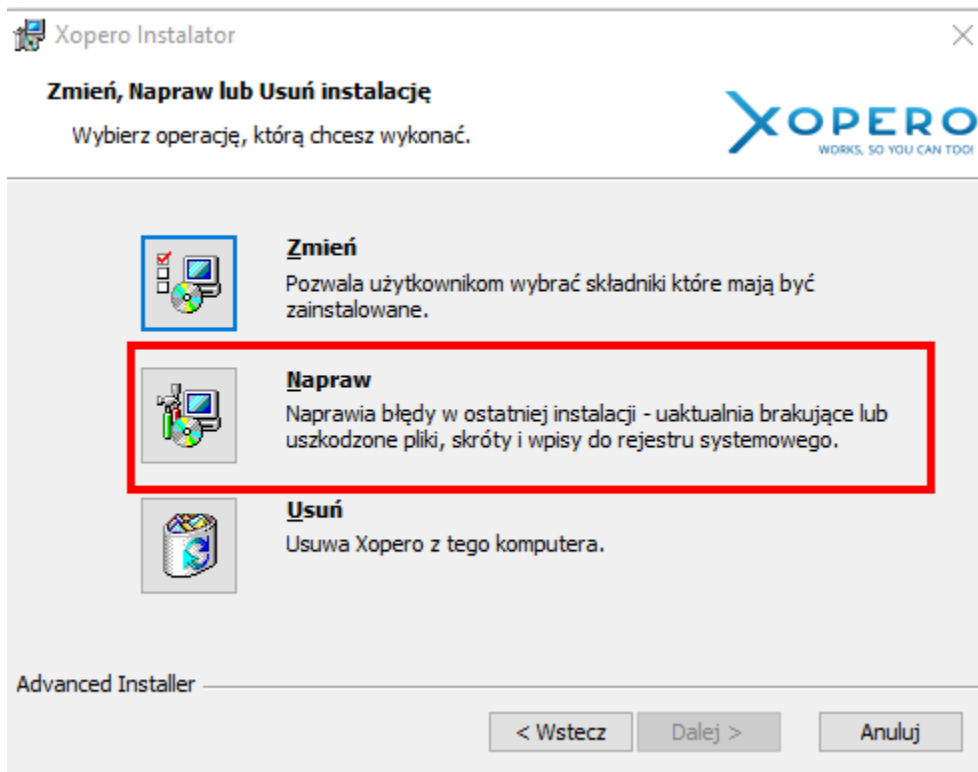 Xopero Instalator
Zmień, Napraw lub Usuń instalację
Wybierz operację, którą chcesz wykonać.
XOPERO
WORKS, SO YOU CAN TOO!
Zmień
Pozwala użytkownikom wybrać składniki które mają być
zainstalowane.
Napraw
Naprawia błędy w ostatniej instalacji - uaktualnia brakujące lub
uszkodzone pliki, skróty i wpisy do rejestru systemowego.
Usuń
Usuwa Xopero z tego komputera.
Advanced Installer
< Wstecz Dalej > Anuluj